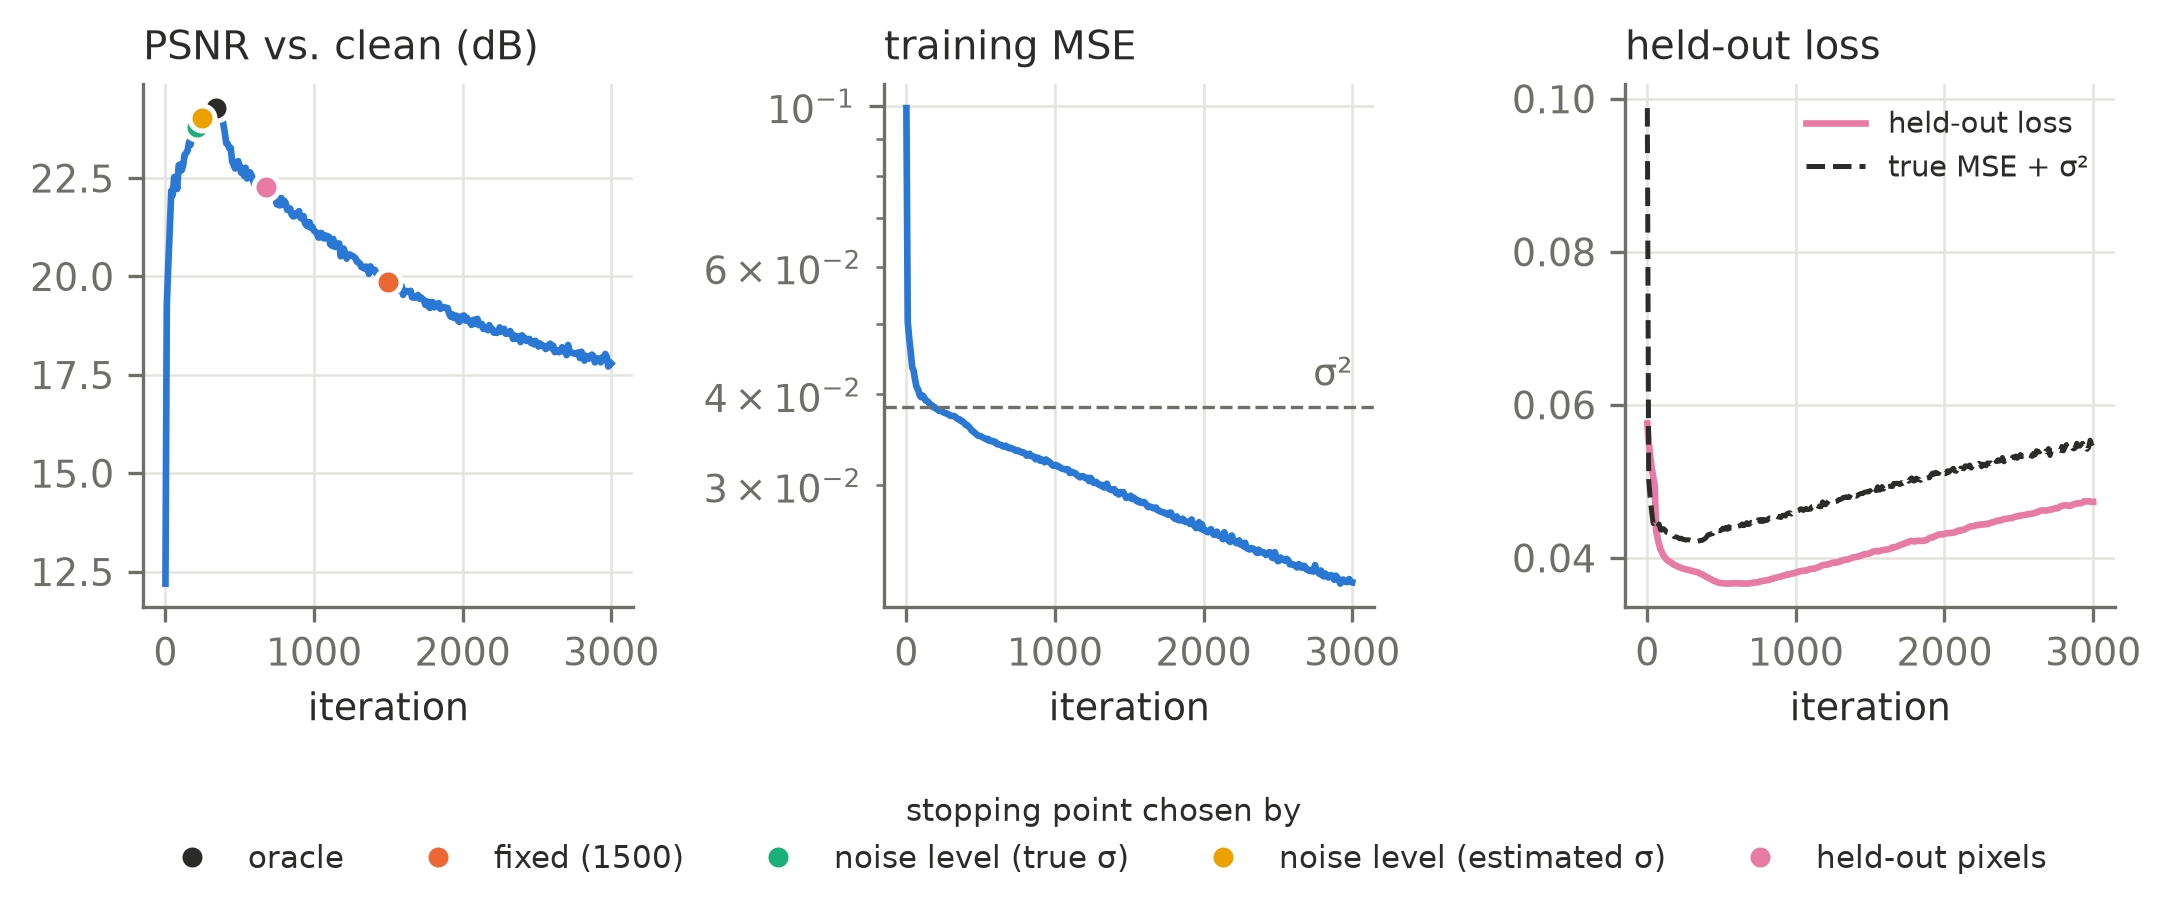 PSNR vs. clean (dB)
22.5
20.0
17.5
15.0
12.5
0 1000 2000 3000
iteration
training MSE
10⁻¹
6 × 10⁻²
4 × 10⁻²
3 × 10⁻²
σ²
0 1000 2000 3000
iteration
held-out loss
0.10
0.08
0.06
0.04
held-out loss
true MSE + σ²
0 1000 2000 3000
iteration
stopping point chosen by
oracle fixed (1500) noise level (true σ) noise level (estimated σ) held-out pixels